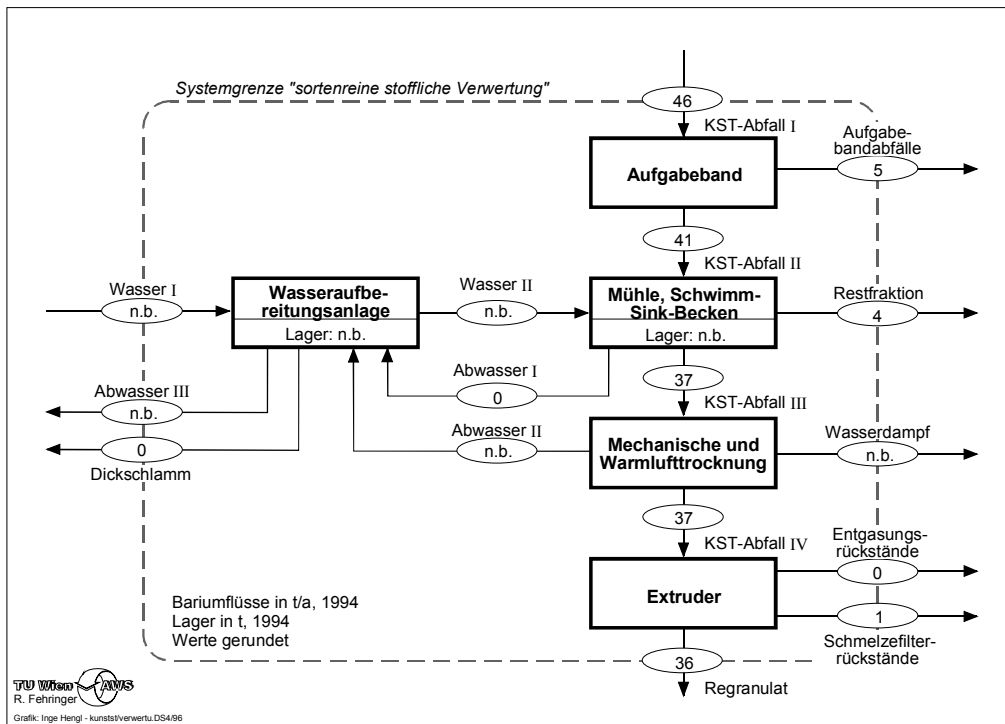 Systemgrenze "sortenreine stoffliche Verwertung"
46
KST-Abfall I
Aufgabe-
bandabfälle
Aufgabeband
5
41
KST-Abfall II
Wasser I
n.b.
Wasseraufbe-
reitungsanlage
Lager: n.b.
Wasser II
n.b.
Mühle, Schwimm-
Sink-Becken
Lager: n.b.
Restfraktion
4
Abwasser I
0
37
KST-Abfall III
Abwasser III
n.b.
0
Dickschlamm
Abwasser II
n.b.
Mechanische und
Warmlufttrocknung
Wasserdampf
n.b.
37
KST-Abfall IV
Entgasungs-
rückstände
0
Extruder
1
Schmelzefilter-
rückstände
Bariumflüsse in t/a, 1994
Lager in t, 1994
Werte gerundet
36
Regranulat
TU Wien AWS
R. Fehringer
Grafik: Inge Hengl - kunstst/verwertu.DS4/96